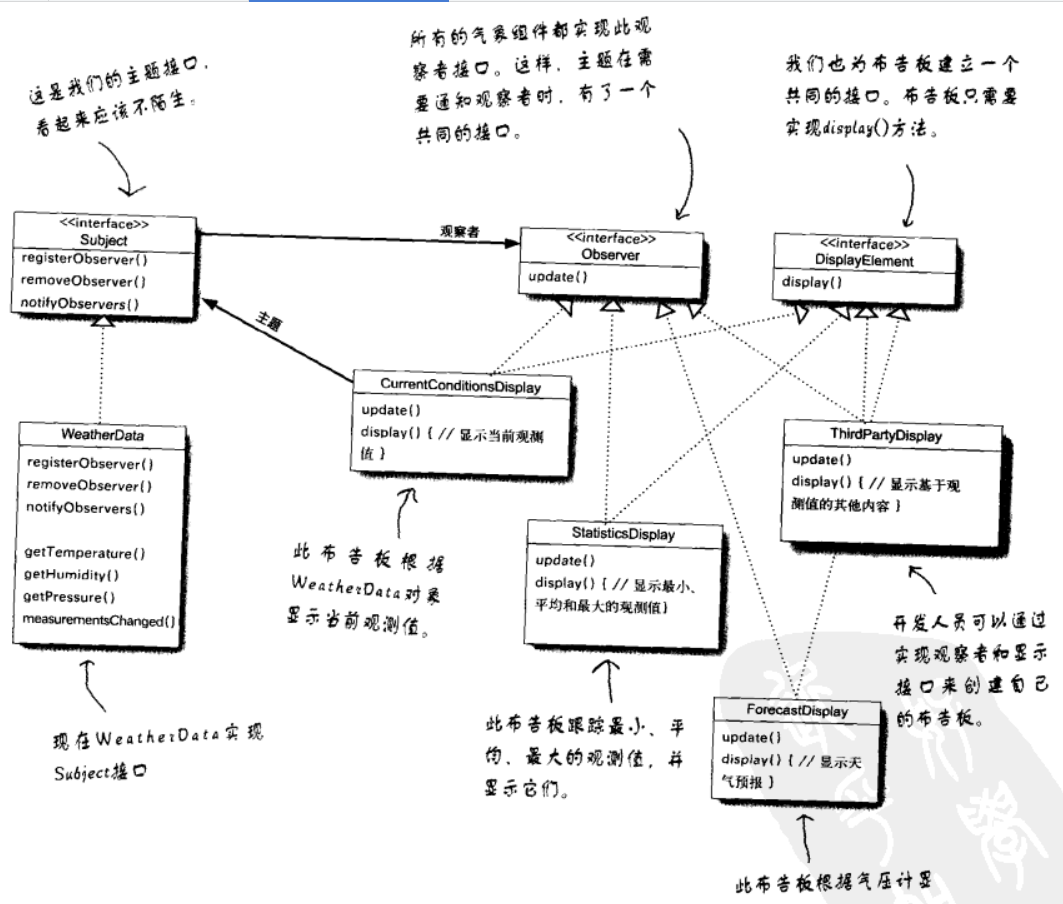 这是我们的主题接口，
看起来应该不陌生。
所有的气象组件都实现此观
察者接口。这样，主题在需
要通知观察者时，有了一个
共同的接口。
我们也为布告板建立一个
共同的接口。布告板只需要
实现display()方法。
<<interface>>
Subject
registerObserver()
removeObserver()
notifyObservers()
观察者
<<interface>>
Observer
update()
<<interface>>
DisplayElement
display()
主题
CurrentConditionsDisplay
update()
display() { // 显示当前观测
值 }
WeatherData
registerObserver()
removeObserver()
notifyObservers()
getTemperature()
getHumidity()
getPressure()
measurementsChanged()
ThirdPartyDisplay
update()
display() { // 显示基于观
测值的其他内容 }
StatisticsDisplay
update()
display() { // 显示最小、
平均和最大的观测值}
此布告板根据
WeatherData对象
显示当前观测值。
开发人员可以通过
实现观察者和显示
接口来创建自己
的布告板。
ForecastDisplay
update()
display() { // 显示天
气预报 }
现在WeatherData实现
Subject接口
此布告板跟踪最小、平
均、最大的观测值，并
显示它们。
此布告板根据气压计显